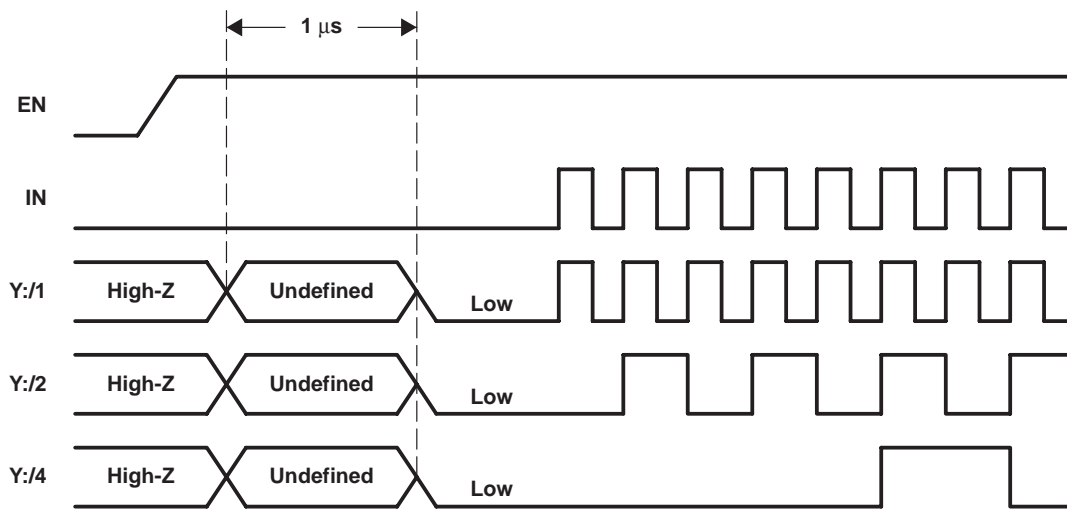 1 μs
EN
IN
Y:/1 High-Z Undefined Low
Y:/2 High-Z Undefined Low
Y:/4 High-Z Undefined Low